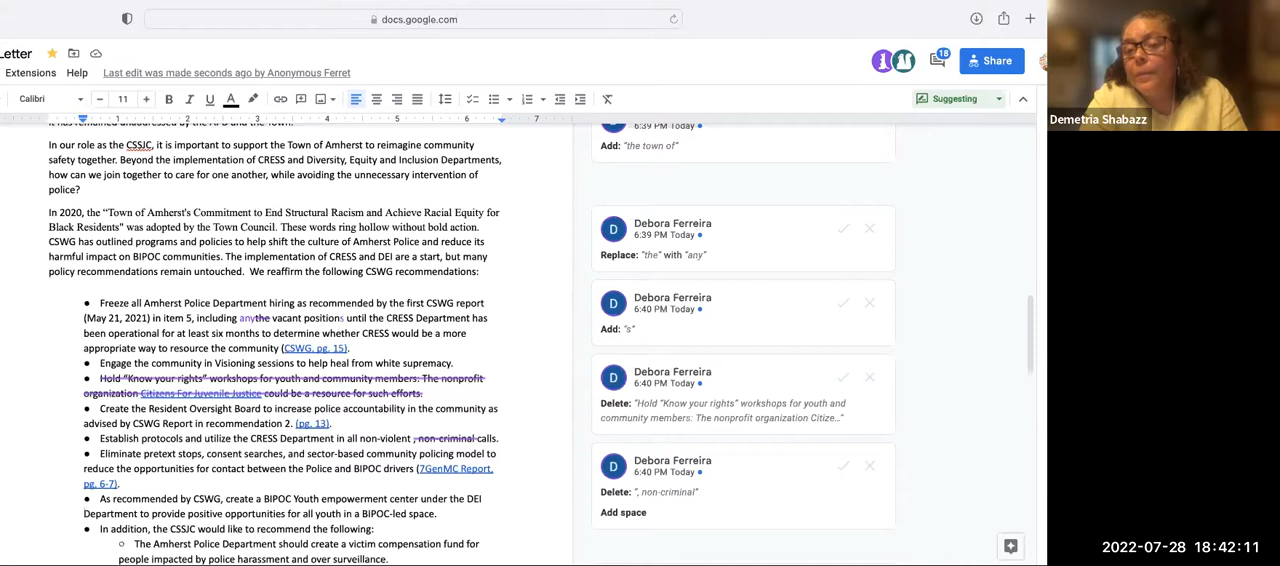 docs.google.com
Letter
Extensions Help Last edit was made seconds ago by Anonymous Ferret
18
Share
Calibri 11
Suggesting
1 2 3 4 5 6 7
In our role as the CSSJC, it is important to support the Town of Amherst to reimagine community
safety together. Beyond the implementation of CRESS and Diversity, Equity and Inclusion Departments,
how can we join together to care for one another, while avoiding the unnecessary intervention of
police?
In 2020, the “Town of Amherst's Commitment to End Structural Racism and Achieve Racial Equity for
Black Residents" was adopted by the Town Council. These words ring hollow without bold action.
CSWG has outlined programs and policies to help shift the culture of Amherst Police and reduce its
harmful impact on BIPOC communities. The implementation of CRESS and DEI are a start, but many
policy recommendations remain untouched. We reaffirm the following CSWG recommendations:
● Freeze all Amherst Police Department hiring as recommended by the first CSWG report
(May 21, 2021) in item 5, including anythe vacant positions until the CRESS Department has
been operational for at least six months to determine whether CRESS would be a more
appropriate way to resource the community (CSWG. pg. 15).
● Engage the community in Visioning sessions to help heal from white supremacy.
● Hold “Know your rights” workshops for youth and community members. The nonprofit
organization Citizens For Juvenile Justice could be a resource for such efforts.
● Create the Resident Oversight Board to increase police accountability in the community as
advised by CSWG Report in recommendation 2. (pg. 13).
● Establish protocols and utilize the CRESS Department in all non-violent , non-criminal calls.
● Eliminate pretext stops, consent searches, and sector-based community policing model to
reduce the opportunities for contact between the Police and BIPOC drivers (7GenMC Report,
pg. 6-7).
● As recommended by CSWG, create a BIPOC Youth empowerment center under the DEI
Department to provide positive opportunities for all youth in a BIPOC-led space.
● In addition, the CSSJC would like to recommend the following:
○ The Amherst Police Department should create a victim compensation fund for
people impacted by police harassment and over surveillance.
6:39 PM Today
Add: “the town of”
D
Debora Ferreira
6:39 PM Today
Replace: “the” with “any”
D
Debora Ferreira
6:40 PM Today
Add: “s”
D
Debora Ferreira
6:40 PM Today
Delete: “Hold “Know your rights” workshops for youth and
community members: The nonprofit organization Citize...”
D
Debora Ferreira
6:40 PM Today
Delete: “, non-criminal”
Add space
Demetria Shabazz
2022-07-28 18:42:11